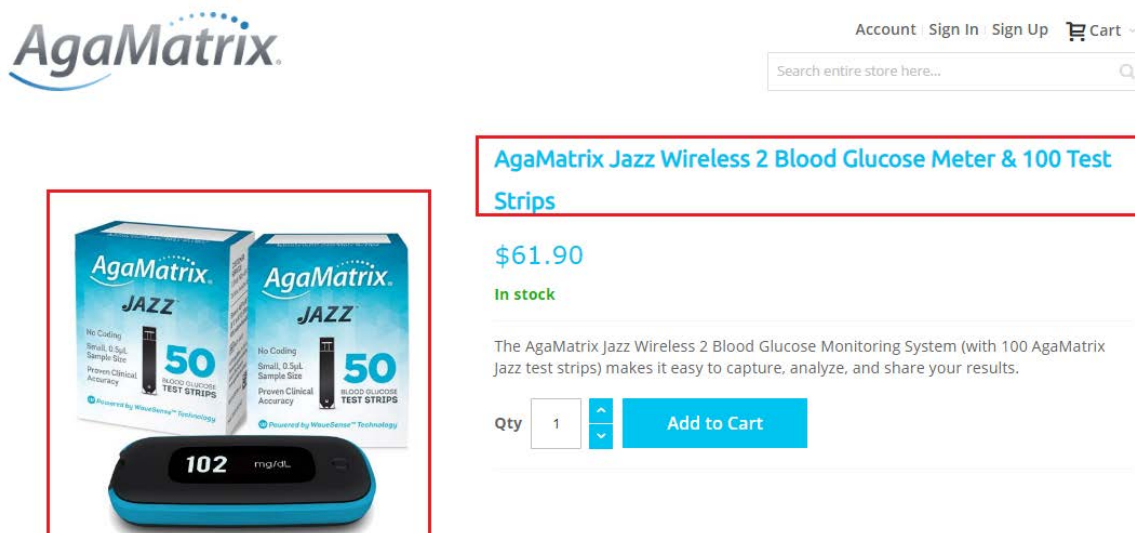 AgaMatrix.
Account Sign In Sign Up Cart
Search entire store here...
AgaMatrix Jazz Wireless 2 Blood Glucose Meter & 100 Test
Strips
$61.90
In stock
The AgaMatrix Jazz Wireless 2 Blood Glucose Monitoring System (with 100 AgaMatrix
Jazz test strips) makes it easy to capture, analyze, and share your results.
Qty 1 Add to Cart
AgaMatrix.
JAZZ™
No Coding
Small, 0.5µL
Sample Size
Proven Clinical
Accuracy
50
BLOOD GLUCOSE
TEST STRIPS
Powered by WaveSense™ Technology
AgaMatrix.
JAZZ™
No Coding
Small, 0.5µL
Sample Size
Proven Clinical
Accuracy
50
BLOOD GLUCOSE
TEST STRIPS
Powered by WaveSense™ Technology
102 mg/dL